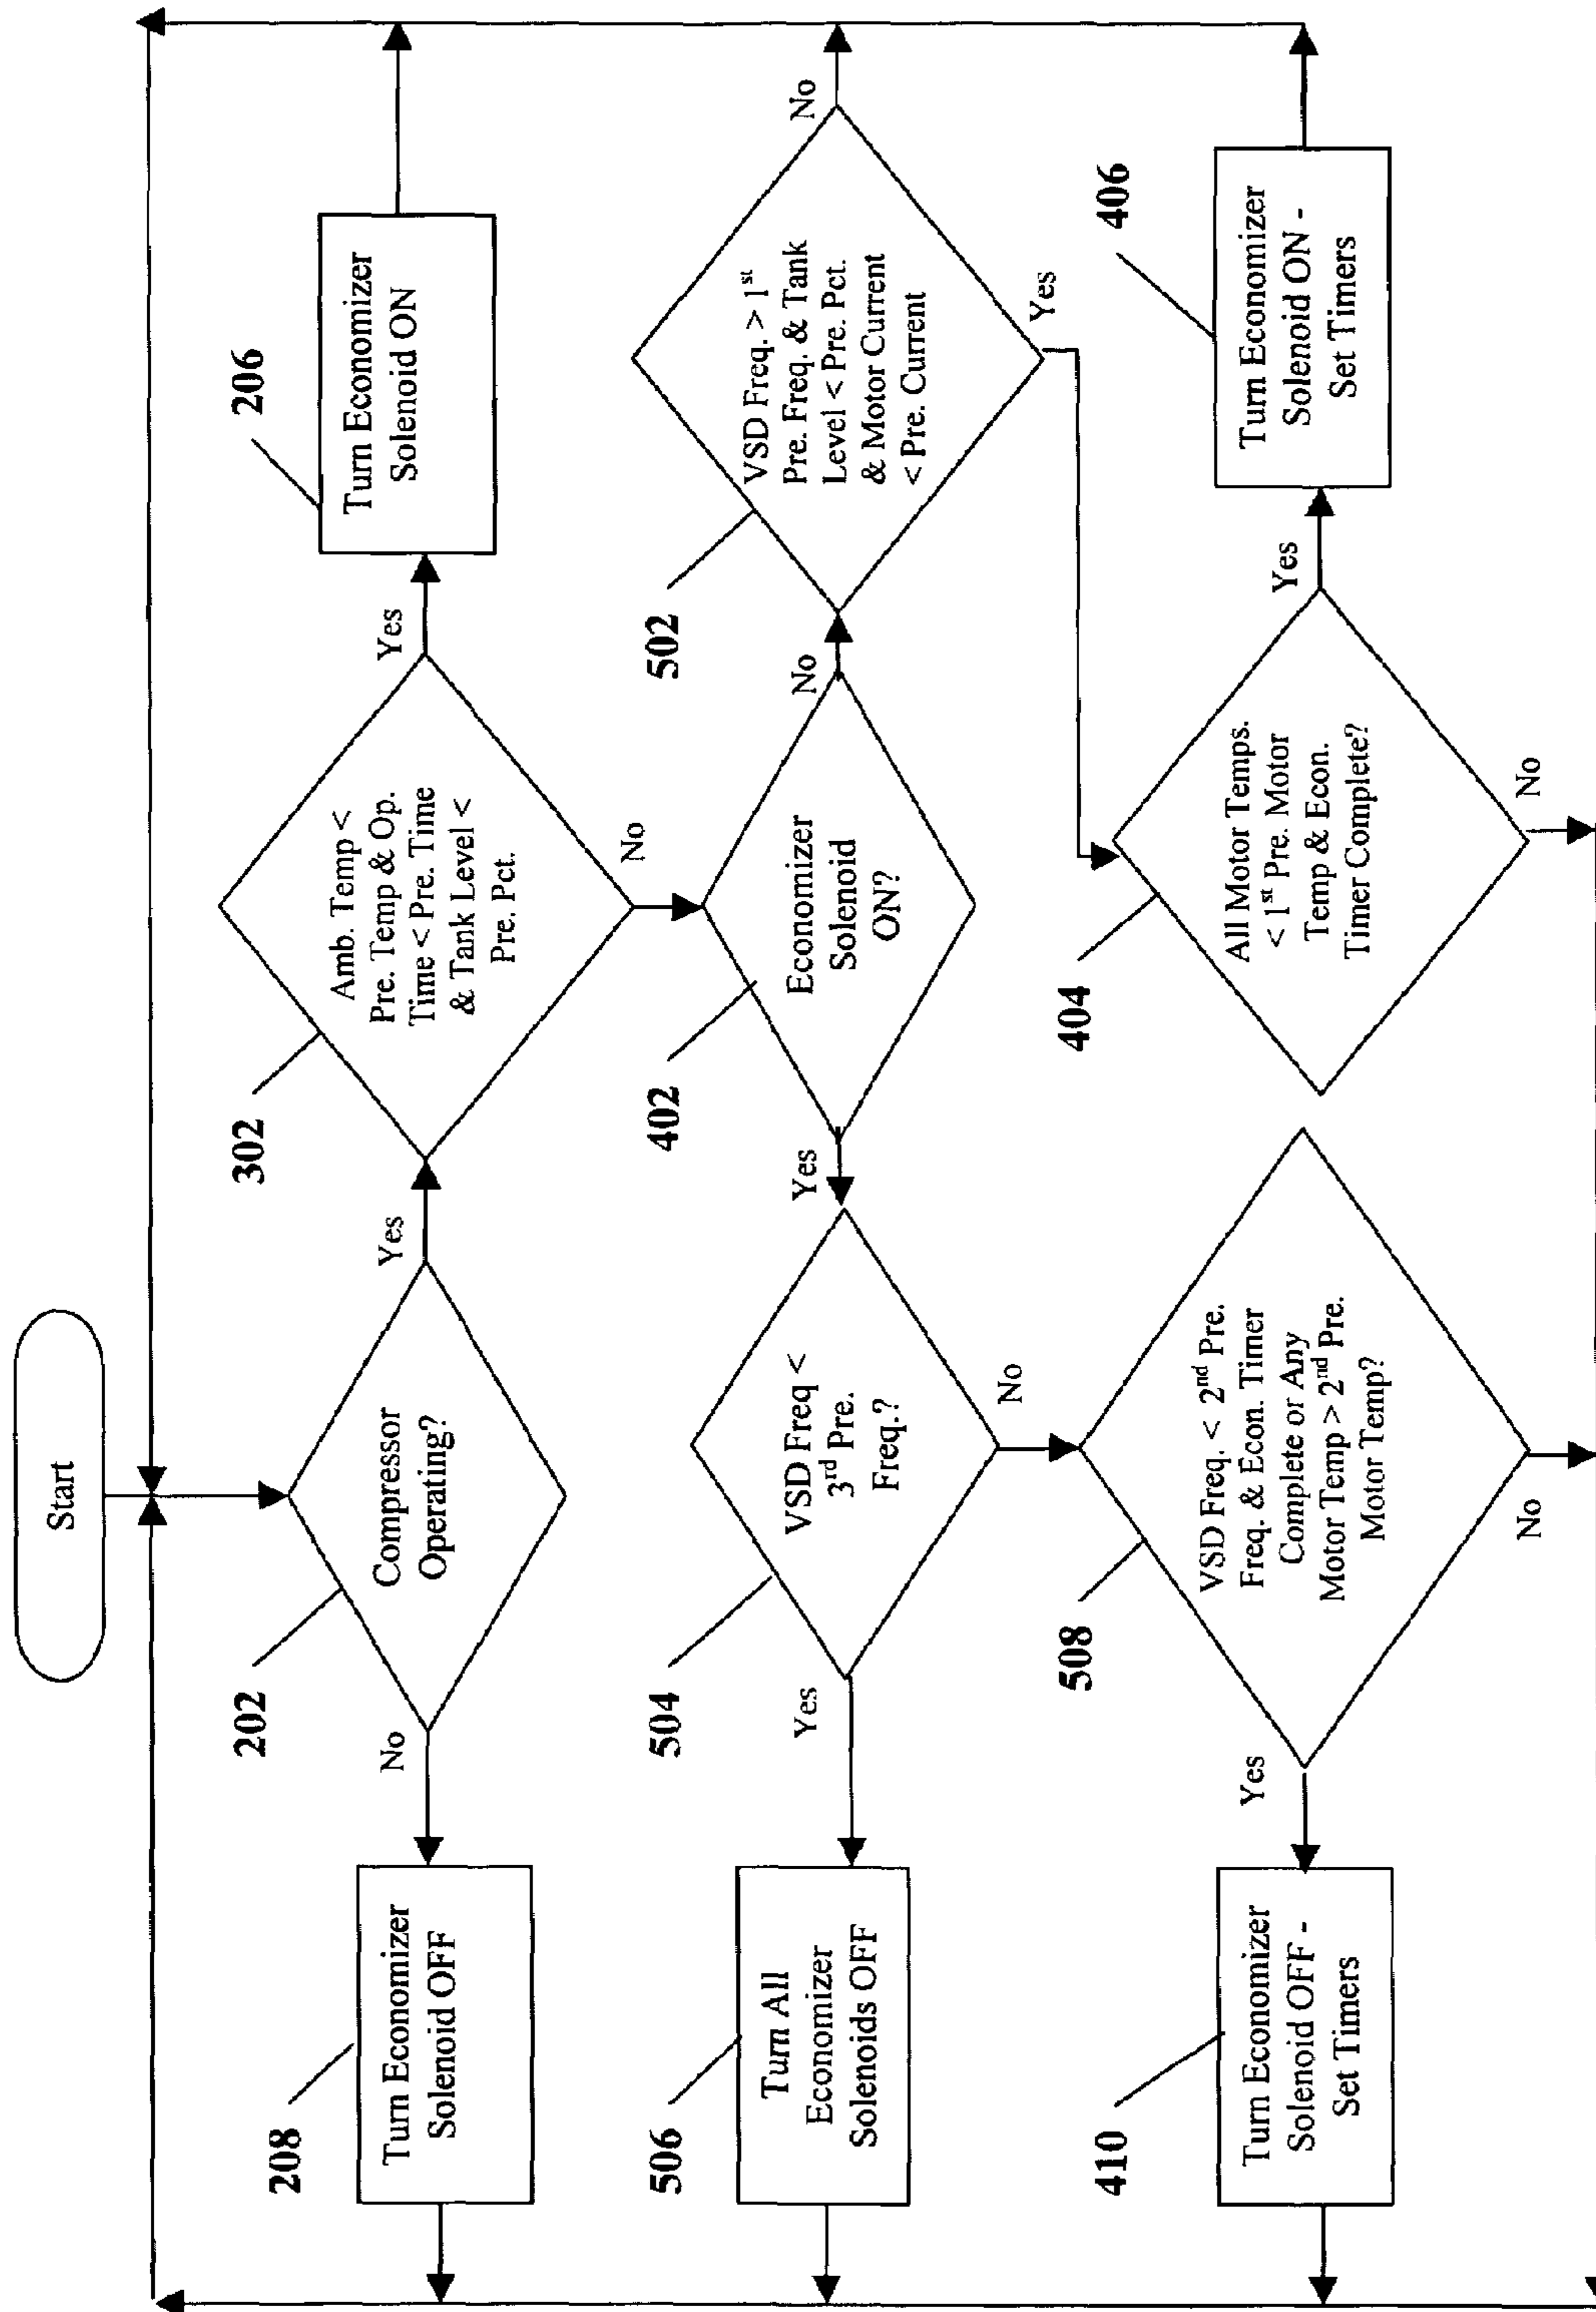 Start
202
Compressor
Operating?
No
Yes
208
Turn Economizer
Solenoid OFF
302
Amb. Temp <
Pre. Temp & Op.
Time < Pre. Time
& Tank Level <
Pre. Pct.
Yes
No
206
Turn Economizer
Solenoid ON
402
Economizer
Solenoid
ON?
Yes
No
504
VSD Freq <
3rd Pre.
Freq.?
Yes
No
506
Turn All
Economizer
Solenoids OFF
502
VSD Freq. > 1st
Pre. Freq. & Tank
Level < Pre. Pct.
& Motor Current
< Pre. Current
No
Yes
508
VSD Freq. < 2nd Pre.
Freq. & Econ. Timer
Complete or Any
Motor Temp > 2nd Pre.
Motor Temp?
Yes
No
410
Turn Economizer
Solenoid OFF -
Set Timers
404
All Motor Temps.
< 1st Pre. Motor
Temp & Econ.
Timer Complete?
Yes
No
406
Turn Economizer
Solenoid ON -
Set Timers